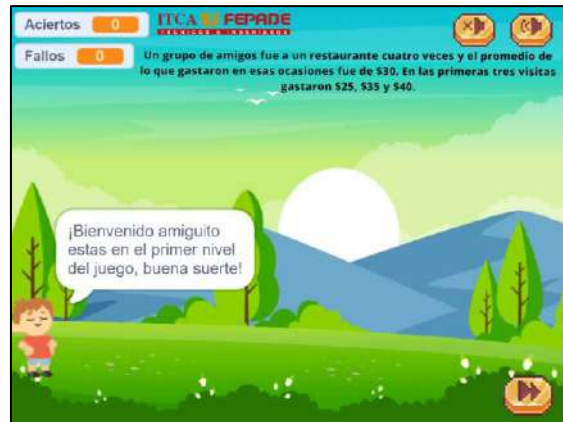 Aciertos 0
ITCA FEPADE
TÉCNICOS E INGENIEROS
Fallos 0
Un grupo de amigos fue a un restaurante cuatro veces y el promedio de
lo que gastaron en esas ocasiones fue de $30. En las primeras tres visitas
gastaron $25, $35 y $40.
¡Bienvenido amiguito
estas en el primer nivel
del juego, buena suerte!